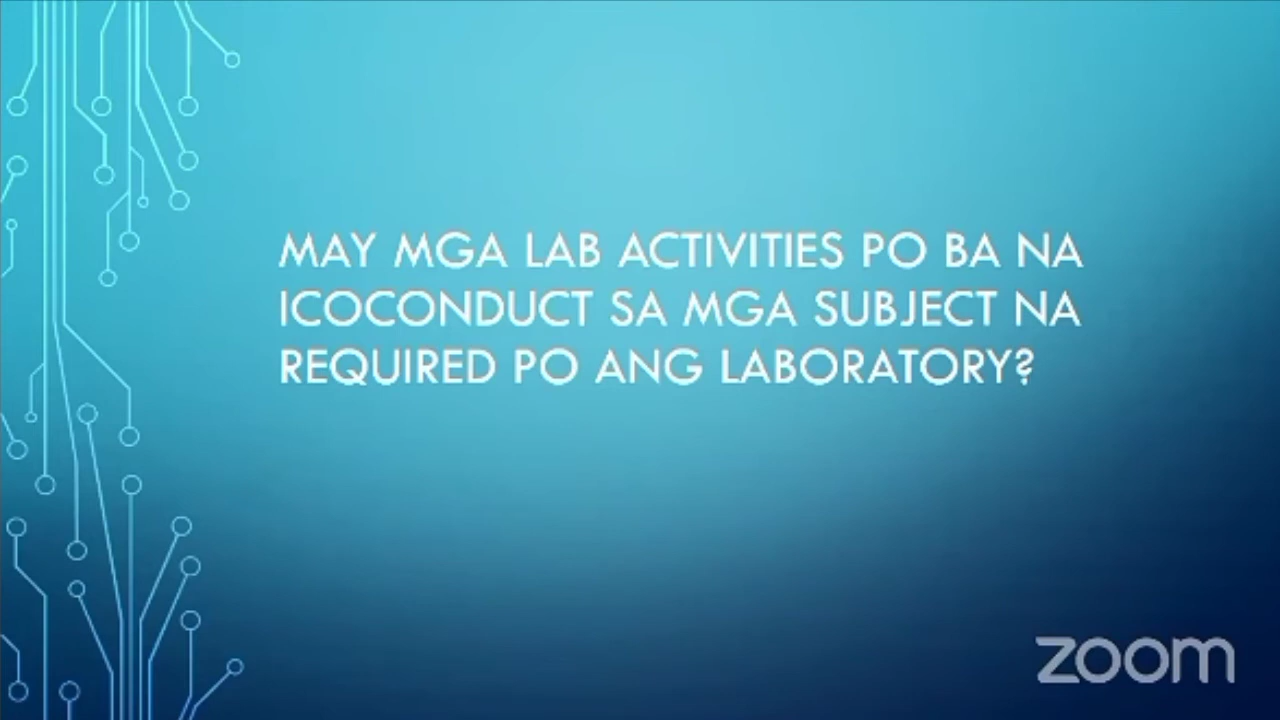 MAY MGA LAB ACTIVITIES PO BA NA
ICOCONDUCT SA MGA SUBJECT NA
REQUIRED PO ANG LABORATORY?
zoom